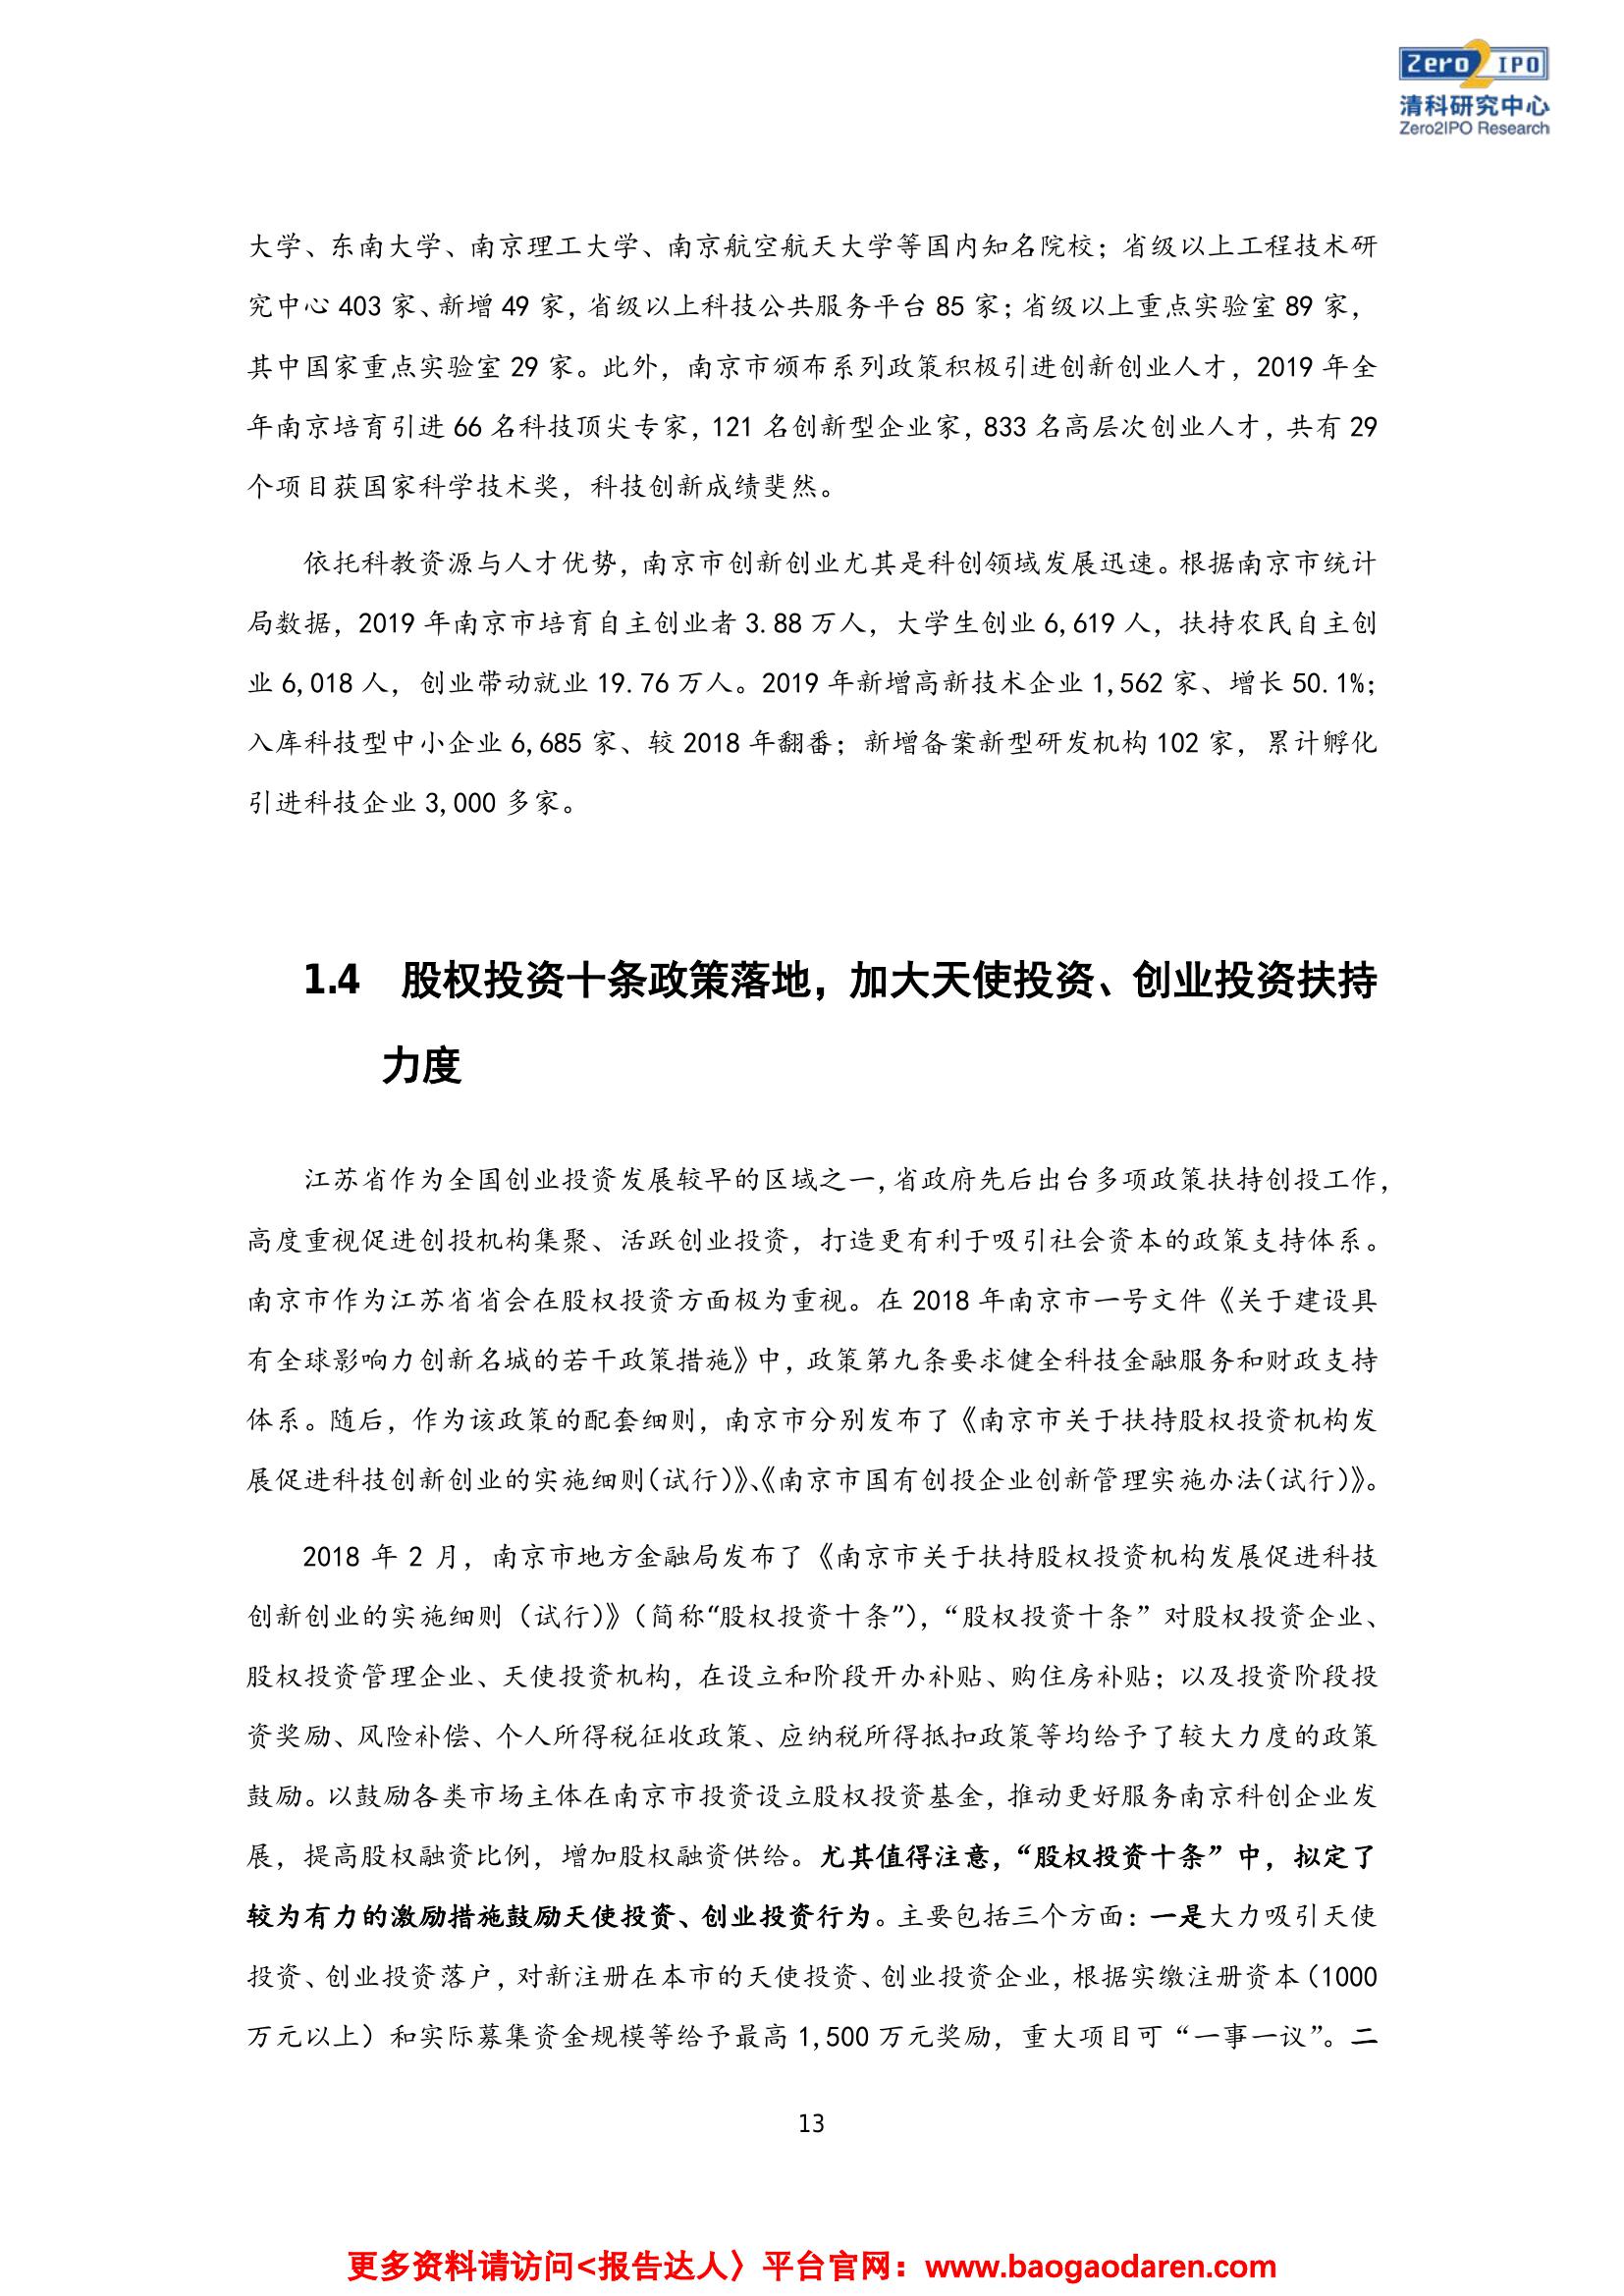 Zero2IPO
清科研究中心
Zero2IPO Research
大学、东南大学、南京理工大学、南京航空航天大学等国内知名院校；省级以上工程技术研
究中心 403 家、新增 49 家，省级以上科技公共服务平台 85 家；省级以上重点实验室 89 家，
其中国家重点实验室 29 家。此外，南京市颁布系列政策积极引进创新创业人才，2019 年全
年南京培育引进 66 名科技顶尖专家，121 名创新型企业家，833 名高层次创业人才，共有 29
个项目获国家科学技术奖，科技创新成绩斐然。
依托科教资源与人才优势，南京市创新创业尤其是科创领域发展迅速。根据南京市统计
局数据，2019 年南京市培育自主创业者 3.88 万人，大学生创业 6,619 人，扶持农民自主创
业 6,018 人，创业带动就业 19.76 万人。2019 年新增高新技术企业 1,562 家、增长 50.1%；
入库科技型中小企业 6,685 家、较 2018 年翻番；新增备案新型研发机构 102 家，累计孵化
引进科技企业 3,000 多家。
1.4 股权投资十条政策落地，加大天使投资、创业投资扶持
力度
江苏省作为全国创业投资发展较早的区域之一，省政府先后出台多项政策扶持创投工作，
高度重视促进创投机构集聚、活跃创业投资，打造更有利于吸引社会资本的政策支持体系。
南京市作为江苏省省会在股权投资方面极为重视。在 2018 年南京市一号文件《关于建设具
有全球影响力创新名城的若干政策措施》中，政策第九条要求健全科技金融服务和财政支持
体系。随后，作为该政策的配套细则，南京市分别发布了《南京市关于扶持股权投资机构发
展促进科技创新创业的实施细则（试行）》、《南京市国有创投企业创新管理实施办法（试行）》。
2018 年 2 月，南京市地方金融局发布了《南京市关于扶持股权投资机构发展促进科技
创新创业的实施细则（试行）》（简称“股权投资十条”），“股权投资十条”对股权投资企业、
股权投资管理企业、天使投资机构，在设立和阶段开办补贴、购住房补贴；以及投资阶段投
资奖励、风险补偿、个人所得税征收政策、应纳税所得抵扣政策等均给予了较大力度的政策
鼓励。以鼓励各类市场主体在南京市投资设立股权投资基金，推动更好服务南京科创企业发
展，提高股权融资比例，增加股权融资供给。尤其值得注意，“股权投资十条”中，拟定了
较为有力的激励措施鼓励天使投资、创业投资行为。主要包括三个方面：一是大力吸引天使
投资、创业投资落户，对新注册在本市的天使投资、创业投资企业，根据实缴注册资本（1000
万元以上）和实际募集资金规模等给予最高 1,500 万元奖励，重大项目可“一事一议”。二
13
更多资料请访问<报告达人〉平台官网：www.baogaodaren.com